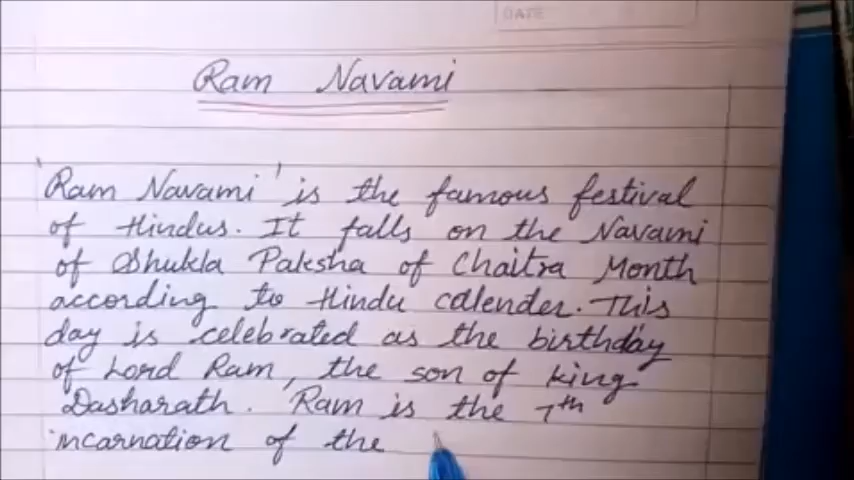 DATE
Ram Navami
'Ram Navami' is the famous festival
of Hindus. It falls on the Navami
of Shukla Paksha of Chaitra Month
according to Hindu calender. This
day is celebrated as the birthday
of Lord Ram, the son of king
Dasharath. Ram is the 7th
incarnation of the